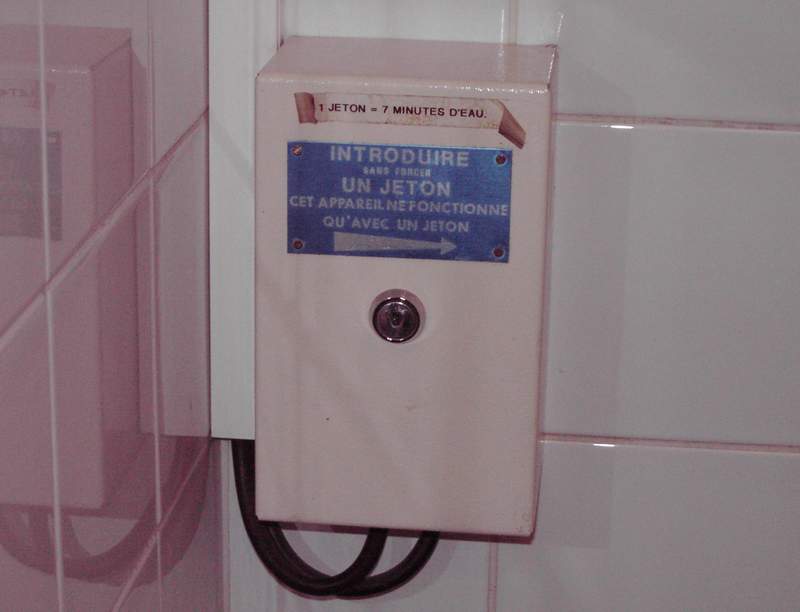 1 JETON = 7 MINUTES D'EAU.
INTRODUIRE
SANS FORCER
UN JETON
CET APPAREIL NE FONCTIONNE
QU'AVEC UN JETON